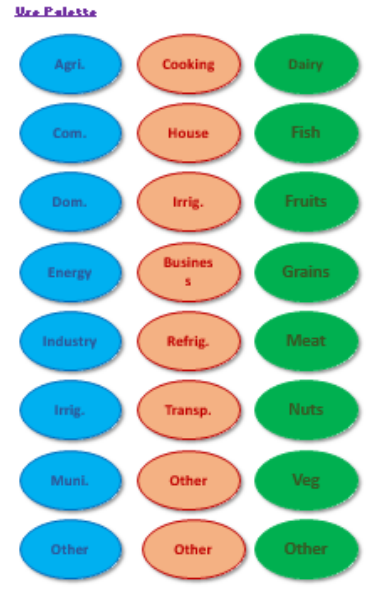 Use Palette
Agri. Cooking Dairy
Com. House Fish
Dom. Irrig. Fruits
Energy Busines Grains
s
Industry Refrig. Meat
Irrig. Transp. Nuts
Muni. Other Veg
Other Other Other